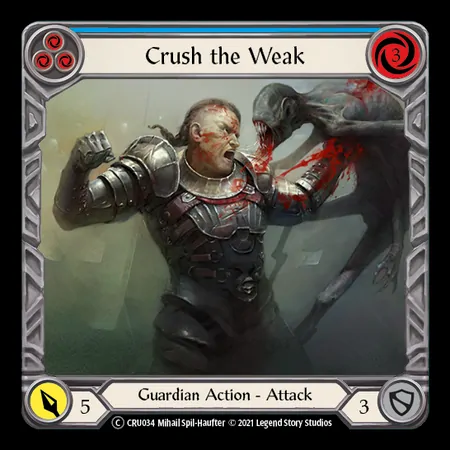 Crush the Weak
3
Guardian Action - Attack
5
3
C CRU034 Mihail Spil-Haufter © 2021 Legend Story Studios